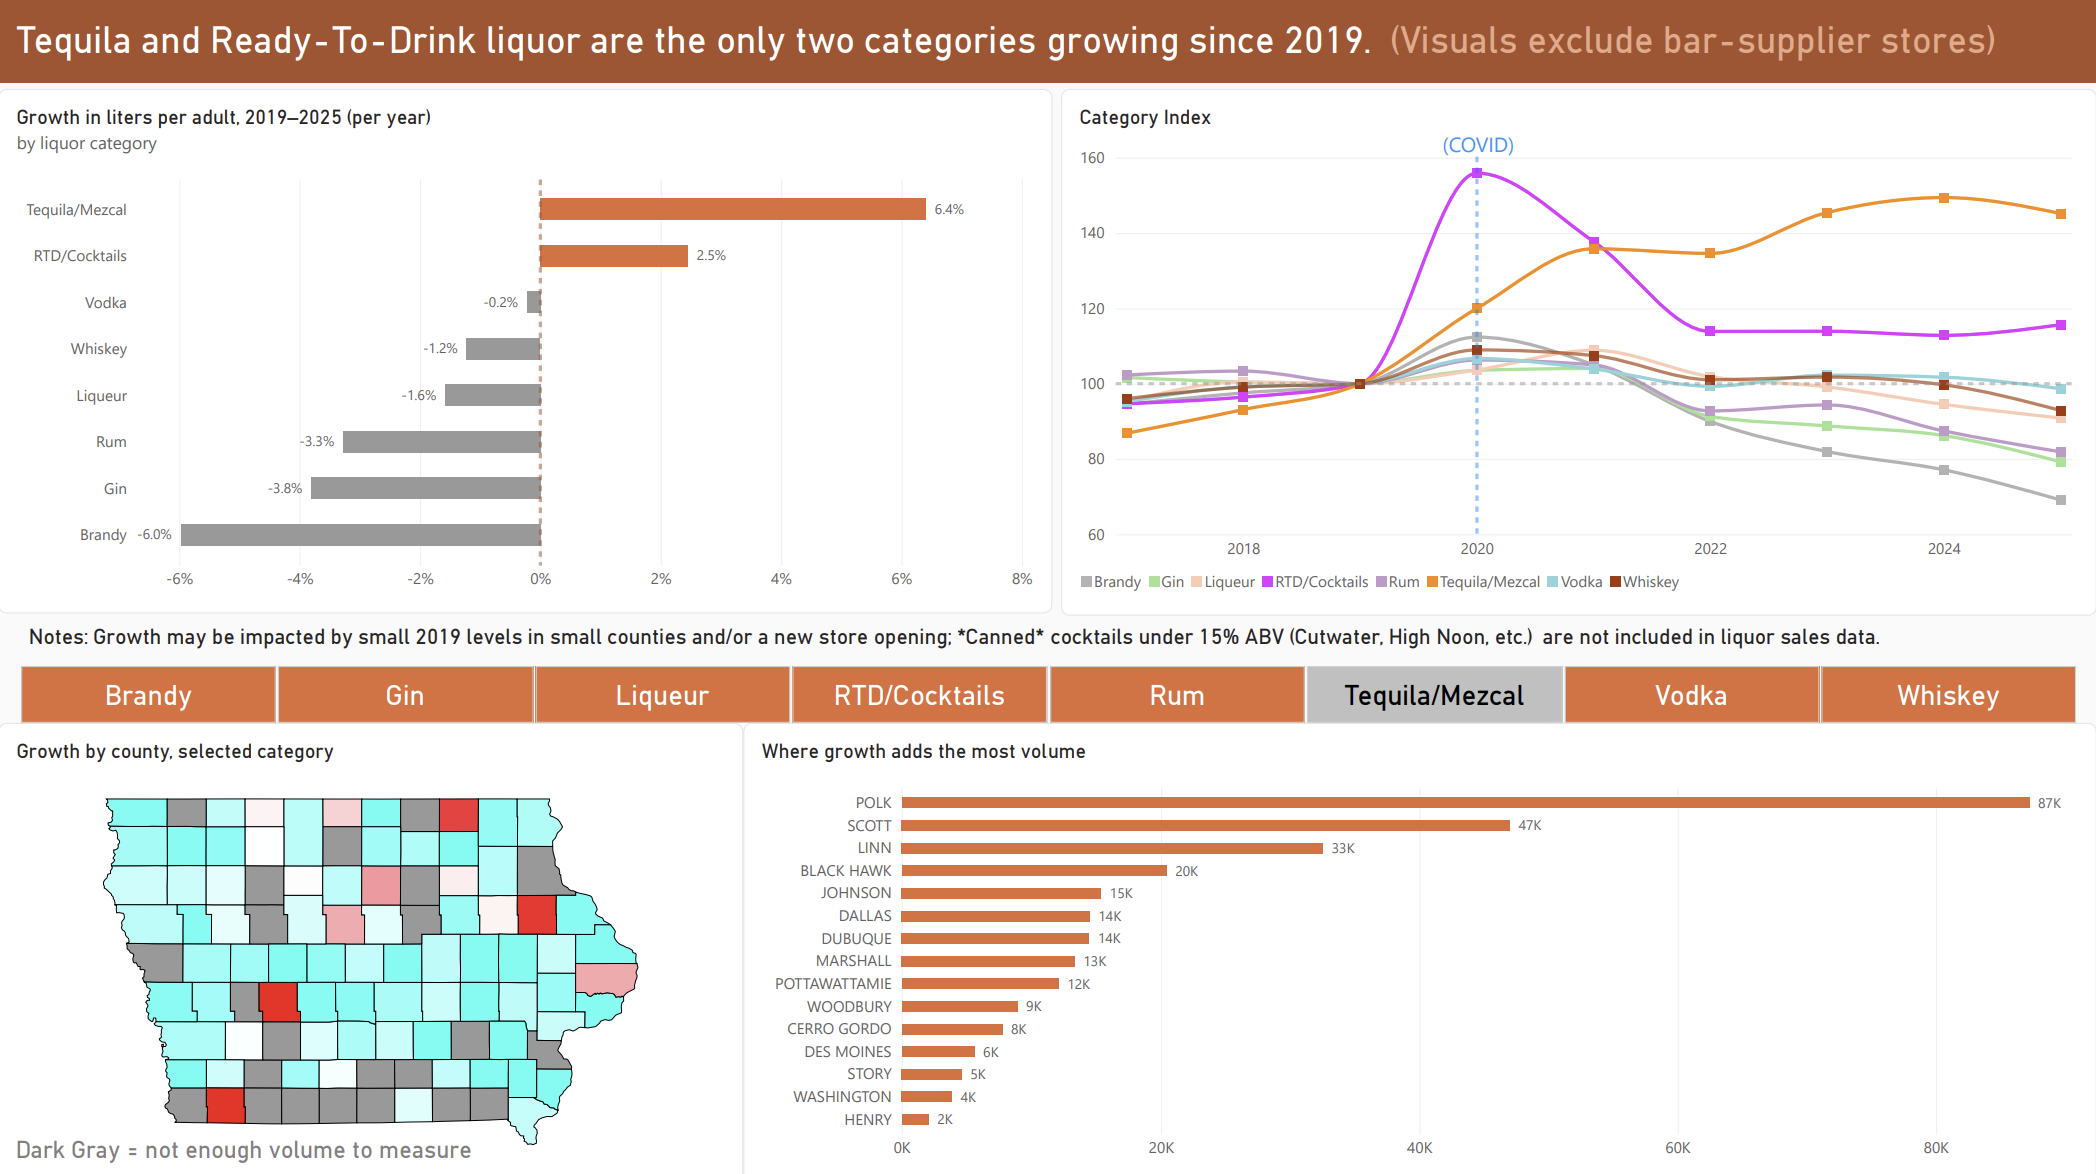 Tequila and Ready-To-Drink liquor are the only two categories growing since 2019. (Visuals exclude bar-supplier stores)
Growth in liters per adult, 2019–2025 (per year)
by liquor category
Tequila/Mezcal 6.4%
RTD/Cocktails 2.5%
Vodka -0.2%
Whiskey -1.2%
Liqueur -1.6%
Rum -3.3%
Gin -3.8%
Brandy -6.0%
-6% -4% -2% 0% 2% 4% 6% 8%
Category Index
(COVID)
160
140
120
100
80
60
2018 2020 2022 2024
Brandy Gin Liqueur RTD/Cocktails Rum Tequila/Mezcal Vodka Whiskey
Notes: Growth may be impacted by small 2019 levels in small counties and/or a new store opening; *Canned* cocktails under 15% ABV (Cutwater, High Noon, etc.) are not included in liquor sales data.
Brandy Gin Liqueur RTD/Cocktails Rum Tequila/Mezcal Vodka Whiskey
Growth by county, selected category
Dark Gray = not enough volume to measure
Where growth adds the most volume
POLK 87K
SCOTT 47K
LINN 33K
BLACK HAWK 20K
JOHNSON 15K
DALLAS 14K
DUBUQUE 14K
MARSHALL 13K
POTTAWATTAMIE 12K
WOODBURY 9K
CERRO GORDO 8K
DES MOINES 6K
STORY 5K
WASHINGTON 4K
HENRY 2K
0K 20K 40K 60K 80K